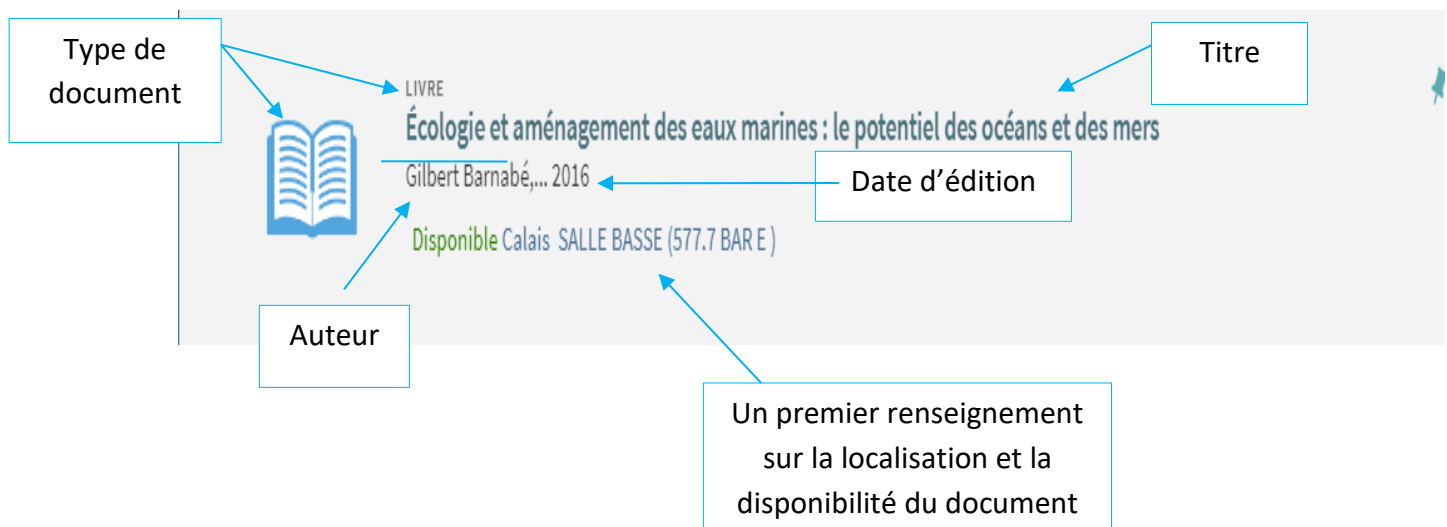 Type de
document
Titre
LIVRE
Écologie et aménagement des eaux marines : le potentiel des océans et des mers
Gilbert Barnabé,... 2016
Date d’édition
Disponible Calais SALLE BASSE (577.7 BAR E )
Auteur
Un premier renseignement
sur la localisation et la
disponibilité du document